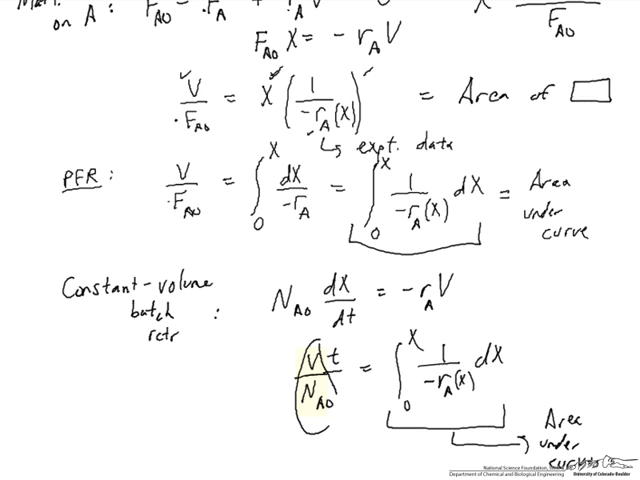 on A : F_A0 - F_A + r_A V
X
F_A0
F_A0 X = - r_A V
V / F_A0 = X ( 1 / -r_A(X) ) = Area of
↳ expt. data
PFR : V / F_A0 = ∫_0^X dX / -r_A = ∫_0^X 1 / -r_A(X) dX = Area under curve
Constant-volume batch rctr : N_A0 dX/dt = -r_A V
V t / N_A0 = ∫_0^X 1 / -r_A(X) dX
Area under
National Science Foundation,
Department of Chemical and Biological Engineering
University of Colorado-Boulder